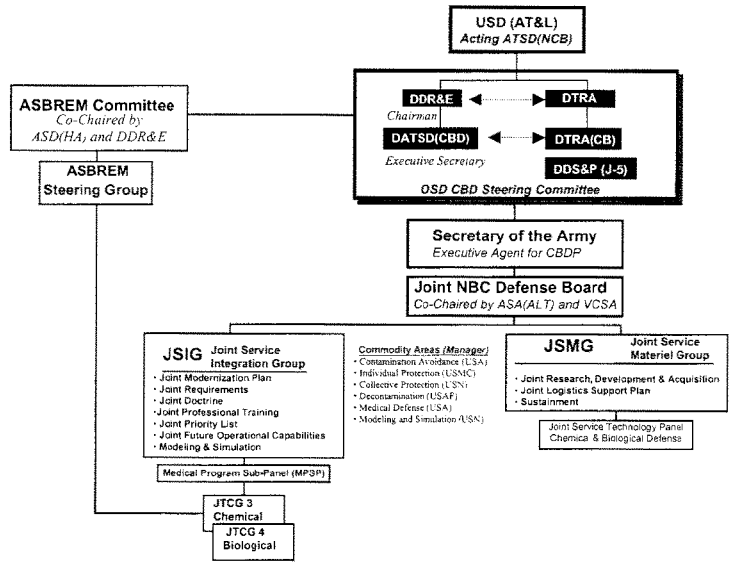 USD (AT&L)
Acting ATSD(NCB)
ASBREM Committee
Co-Chaired by
ASD(HA) and DDR&E
ASBREM
Steering Group
DDR&E
Chairman
DTRA
DATSD(CBD)
Executive Secretary
DTRA(CB)
DDS&P (J-5)
OSD CBD Steering Committee
Secretary of the Army
Executive Agent for CBDP
Joint NBC Defense Board
Co-Chaired by ASA(ALT) and VCSA
JSIG Joint Service
Integration Group
• Joint Modernization Plan
• Joint Requirements
• Joint Doctrine
•Joint Professional Training
• Joint Priority List
• Joint Future Operational Capabilities
• Modeling & Simulation
Commodity Areas (Manager)
• Contamination Avoidance (USA)
• Individual Protection (USMC)
• Collective Protection (USN)
• Decontamination (USAF)
• Medical Defense (USA)
• Modeling and Simulation (USN)
JSMG Joint Service
Materiel Group
• Joint Research, Development & Acquisition
• Joint Logistics Support Plan
• Sustainment
Joint Service Technology Panel
Chemical & Biological Defense
Medical Program Sub-Panel (MPSP)
JTCG 3
Chemical
JTCG 4
Biological